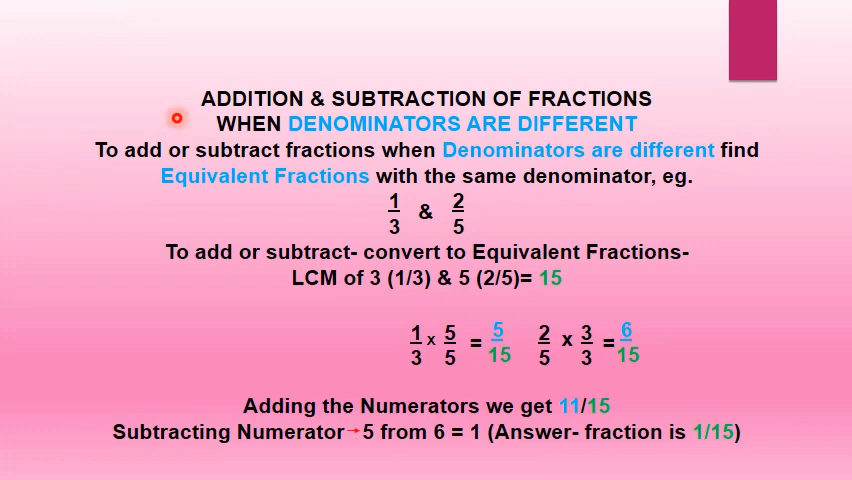 ADDITION & SUBTRACTION OF FRACTIONS
WHEN DENOMINATORS ARE DIFFERENT
To add or subtract fractions when Denominators are different find
Equivalent Fractions with the same denominator, eg.
1/3 & 2/5
To add or subtract- convert to Equivalent Fractions-
LCM of 3 (1/3) & 5 (2/5)= 15
1/3 x 5/5 = 5/15 2/5 x 3/3 = 6/15
Adding the Numerators we get 11/15
Subtracting Numerator→5 from 6 = 1 (Answer- fraction is 1/15)